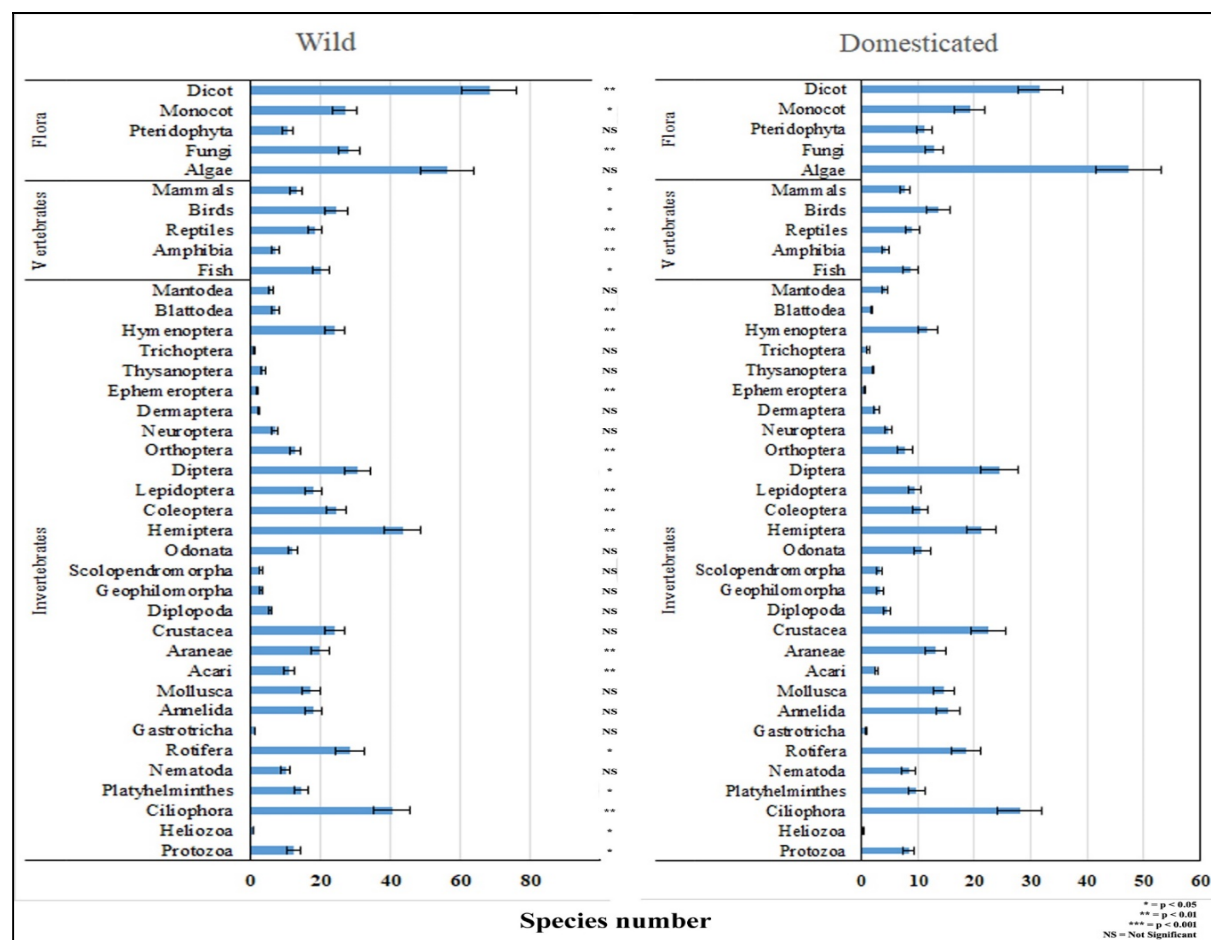 Wild Domesticated
Flora
Dicot ** Dicot
Monocot * Monocot
Pteridophyta NS Pteridophyta
Fungi ** Fungi
Algae NS Algae
Vertebrates
Mammals * Mammals
Birds * Birds
Reptiles ** Reptiles
Amphibia ** Amphibia
Fish * Fish
Invertebrates
Mantodea NS Mantodea
Blattodea ** Blattodea
Hymenoptera ** Hymenoptera
Trichoptera NS Trichoptera
Thysanoptera NS Thysanoptera
Ephemeroptera ** Ephemeroptera
Dermaptera NS Dermaptera
Neuroptera NS Neuroptera
Orthoptera ** Orthoptera
Diptera * Diptera
Lepidoptera ** Lepidoptera
Coleoptera ** Coleoptera
Hemiptera ** Hemiptera
Odonata NS Odonata
Scolopendromorpha NS Scolopendromorpha
Geophilomorpha NS Geophilomorpha
Diplopoda NS Diplopoda
Crustacea NS Crustacea
Araneae ** Araneae
Acari ** Acari
Mollusca NS Mollusca
Annelida NS Annelida
Gastrotricha NS Gastrotricha
Rotifera * Rotifera
Nematoda NS Nematoda
Platyhelminthes * Platyhelminthes
Ciliophora ** Ciliophora
Heliozoa * Heliozoa
Protozoa * Protozoa
Flora
Vertebrates
Invertebrates
0 20 40 60 80 0 10 20 30 40 50 60
Species number
* = p < 0.05
** = p < 0.01
*** = p < 0.001
NS = Not Significant